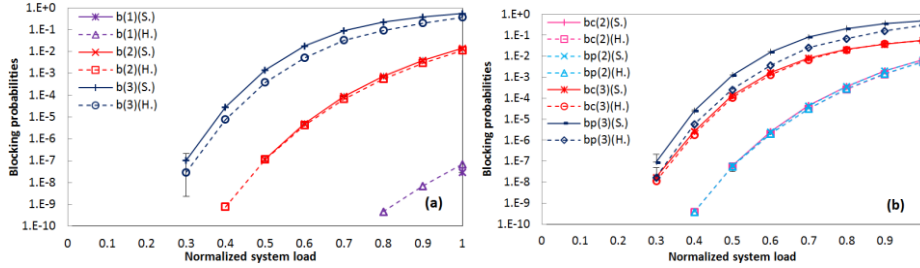 1.E+0
1.E-1
1.E-2
1.E-3
1.E-4
1.E-5
1.E-6
1.E-7
1.E-8
1.E-9
1.E-10
Blocking probabilities
b(1)(S.)
b(1)(H.)
b(2)(S.)
b(2)(H.)
b(3)(S.)
b(3)(H.)
(a)
0 0.1 0.2 0.3 0.4 0.5 0.6 0.7 0.8 0.9 1
Normalized system load
1.E+0
1.E-1
1.E-2
1.E-3
1.E-4
1.E-5
1.E-6
1.E-7
1.E-8
1.E-9
1.E-10
Blocking probabilities
bc(2)(S.)
bc(2)(H.)
bp(2)(S.)
bp(2)(H.)
bc(3)(S.)
bc(3)(H.)
bp(3)(S.)
bp(3)(H.)
(b)
0 0.1 0.2 0.3 0.4 0.5 0.6 0.7 0.8 0.9
Normalized system load